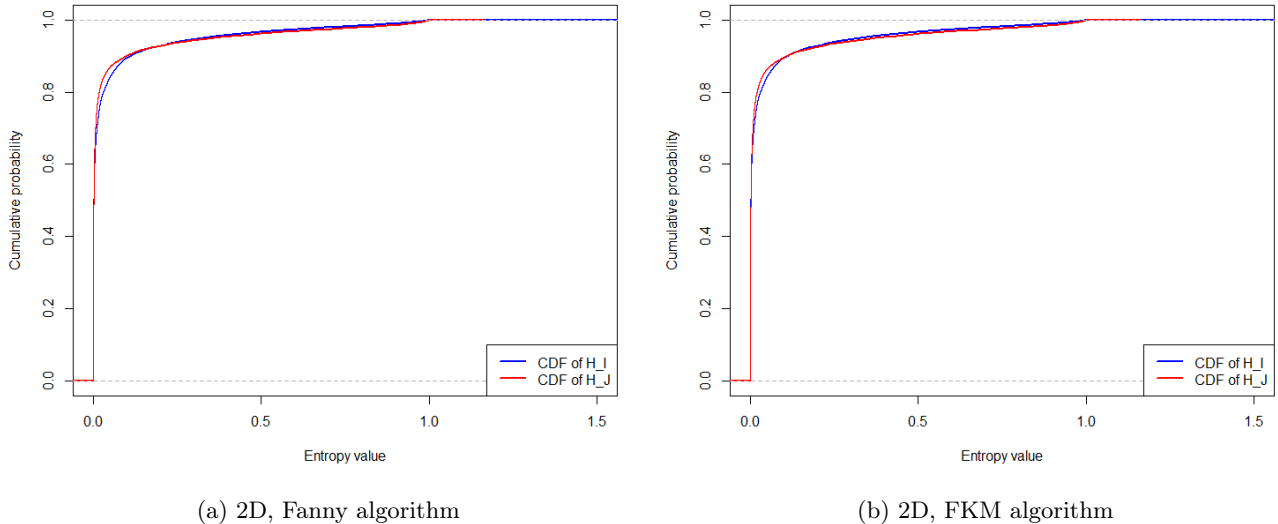 1.0
0.8
0.6
0.4
0.2
0.0
Cumulative probability
CDF of H_I
CDF of H_J
0.0 0.5 1.0 1.5
Entropy value
(a) 2D, Fanny algorithm
1.0
0.8
0.6
0.4
0.2
0.0
Cumulative probability
CDF of H_I
CDF of H_J
0.0 0.5 1.0 1.5
Entropy value
(b) 2D, FKM algorithm